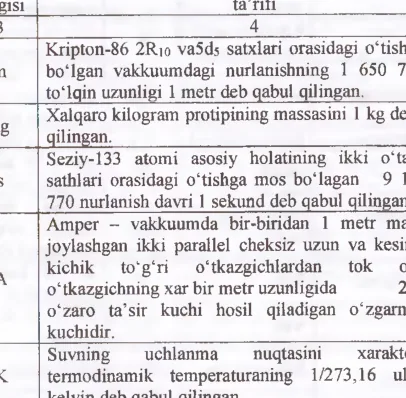 gisi ta'rifi
3 4
Kripton-86 2R10 va5d5 satxlari orasidagi o‘tish
n bo‘lgan vakkuumdagi nurlanishning 1 650 7
to‘lqin uzunligi 1 metr deb qabul qilingan.
g Xalqaro kilogram protipining massasini 1 kg de
qilingan.
Seziy-133 atomi asosiy holatining ikki o‘ta
s sathlari orasidagi o‘tishga mos bo‘lagan 9 1
770 nurlanish davri 1 sekund deb qabul qilingan
Amper – vakkuumda bir-biridan 1 metr ma
joylashgan ikki parallel cheksiz uzun va kesi
kichik to‘g‘ri o‘tkazgichlardan tok o
A o‘tkazgichning xar bir metr uzunligida 2
o‘zaro ta’sir kuchi hosil qiladigan o‘zgarn
kuchidir.
Suvning uchlanma nuqtasini xarakt
K termodinamik temperaturaning 1/273,16 ul
kelvin deb qabul qilingan